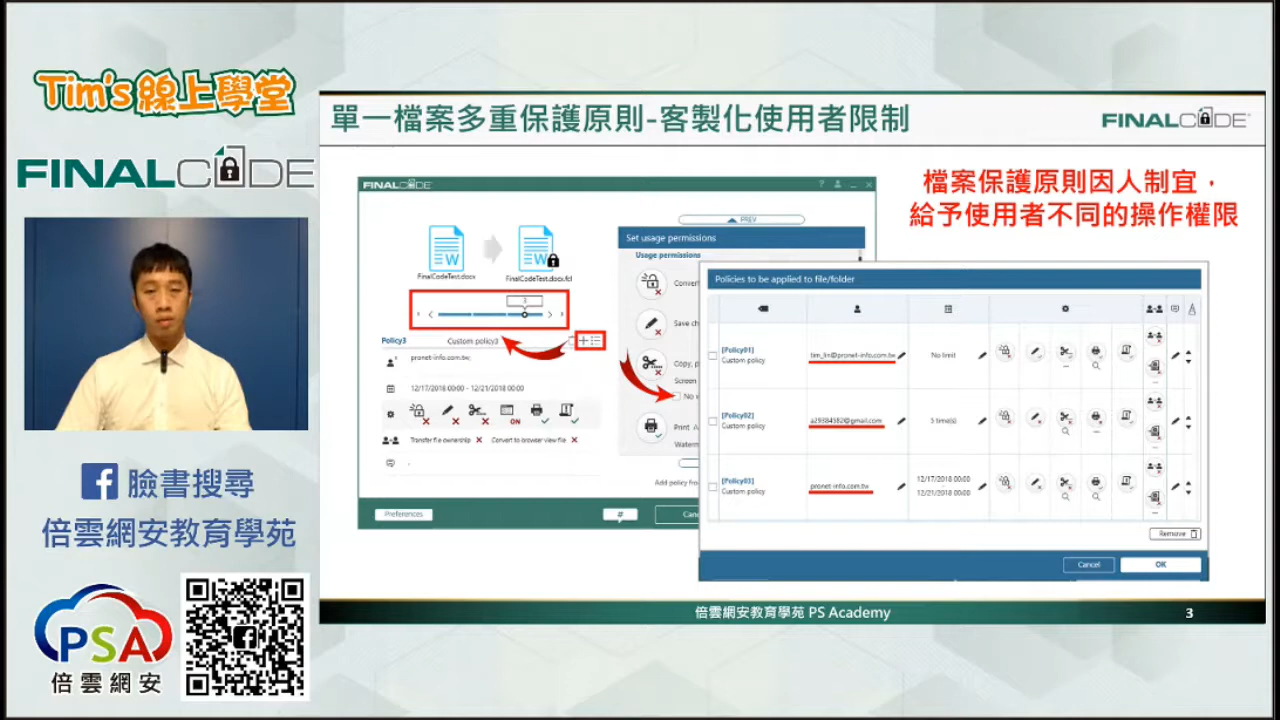 Tim's線上學堂
FINALCODE
臉書搜尋
倍雲網安教育學苑
PSA
倍雲網安
單一檔案多重保護原則-客製化使用者限制
FINALCODE
檔案保護原則因人制宜，
給予使用者不同的操作權限
FINALCODE
PREV
FinalCodeTest.docx
FinalCodeTest.docx.fcl
3
Policy3
Custom policy3
pronet-info.com.tw;
12/17/2018 00:00 - 12/21/2018 00:00
ON
Transfer file ownership
Convert to browser view file
Preferences
#
Set usage permissions
Usage permissions
Save ch
Screen
Print
Policies to be applied to file/folder
[Policy01]
Custom policy
tim_lin@pronet-info.com.tw
No limit
[Policy02]
Custom policy
a29384582@gmail.com
5 time(s)
[Policy03]
Custom policy
pronet-info.com.tw
12/17/2018 00:00
12/21/2018 00:00
Remove
Cancel
OK
倍雲網安教育學苑 PS Academy
3